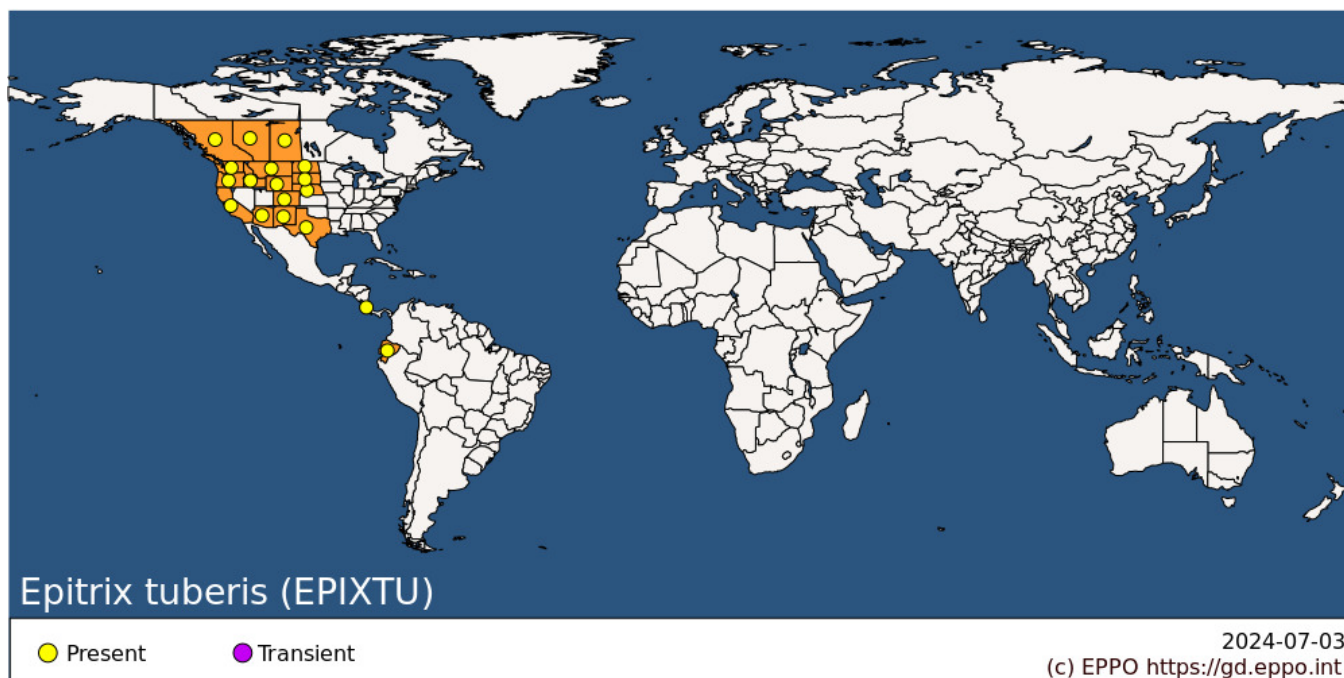 Epitrix tuberis (EPIXTU)
Present
Transient
2024-07-03
(c) EPPO https://gd.eppo.int